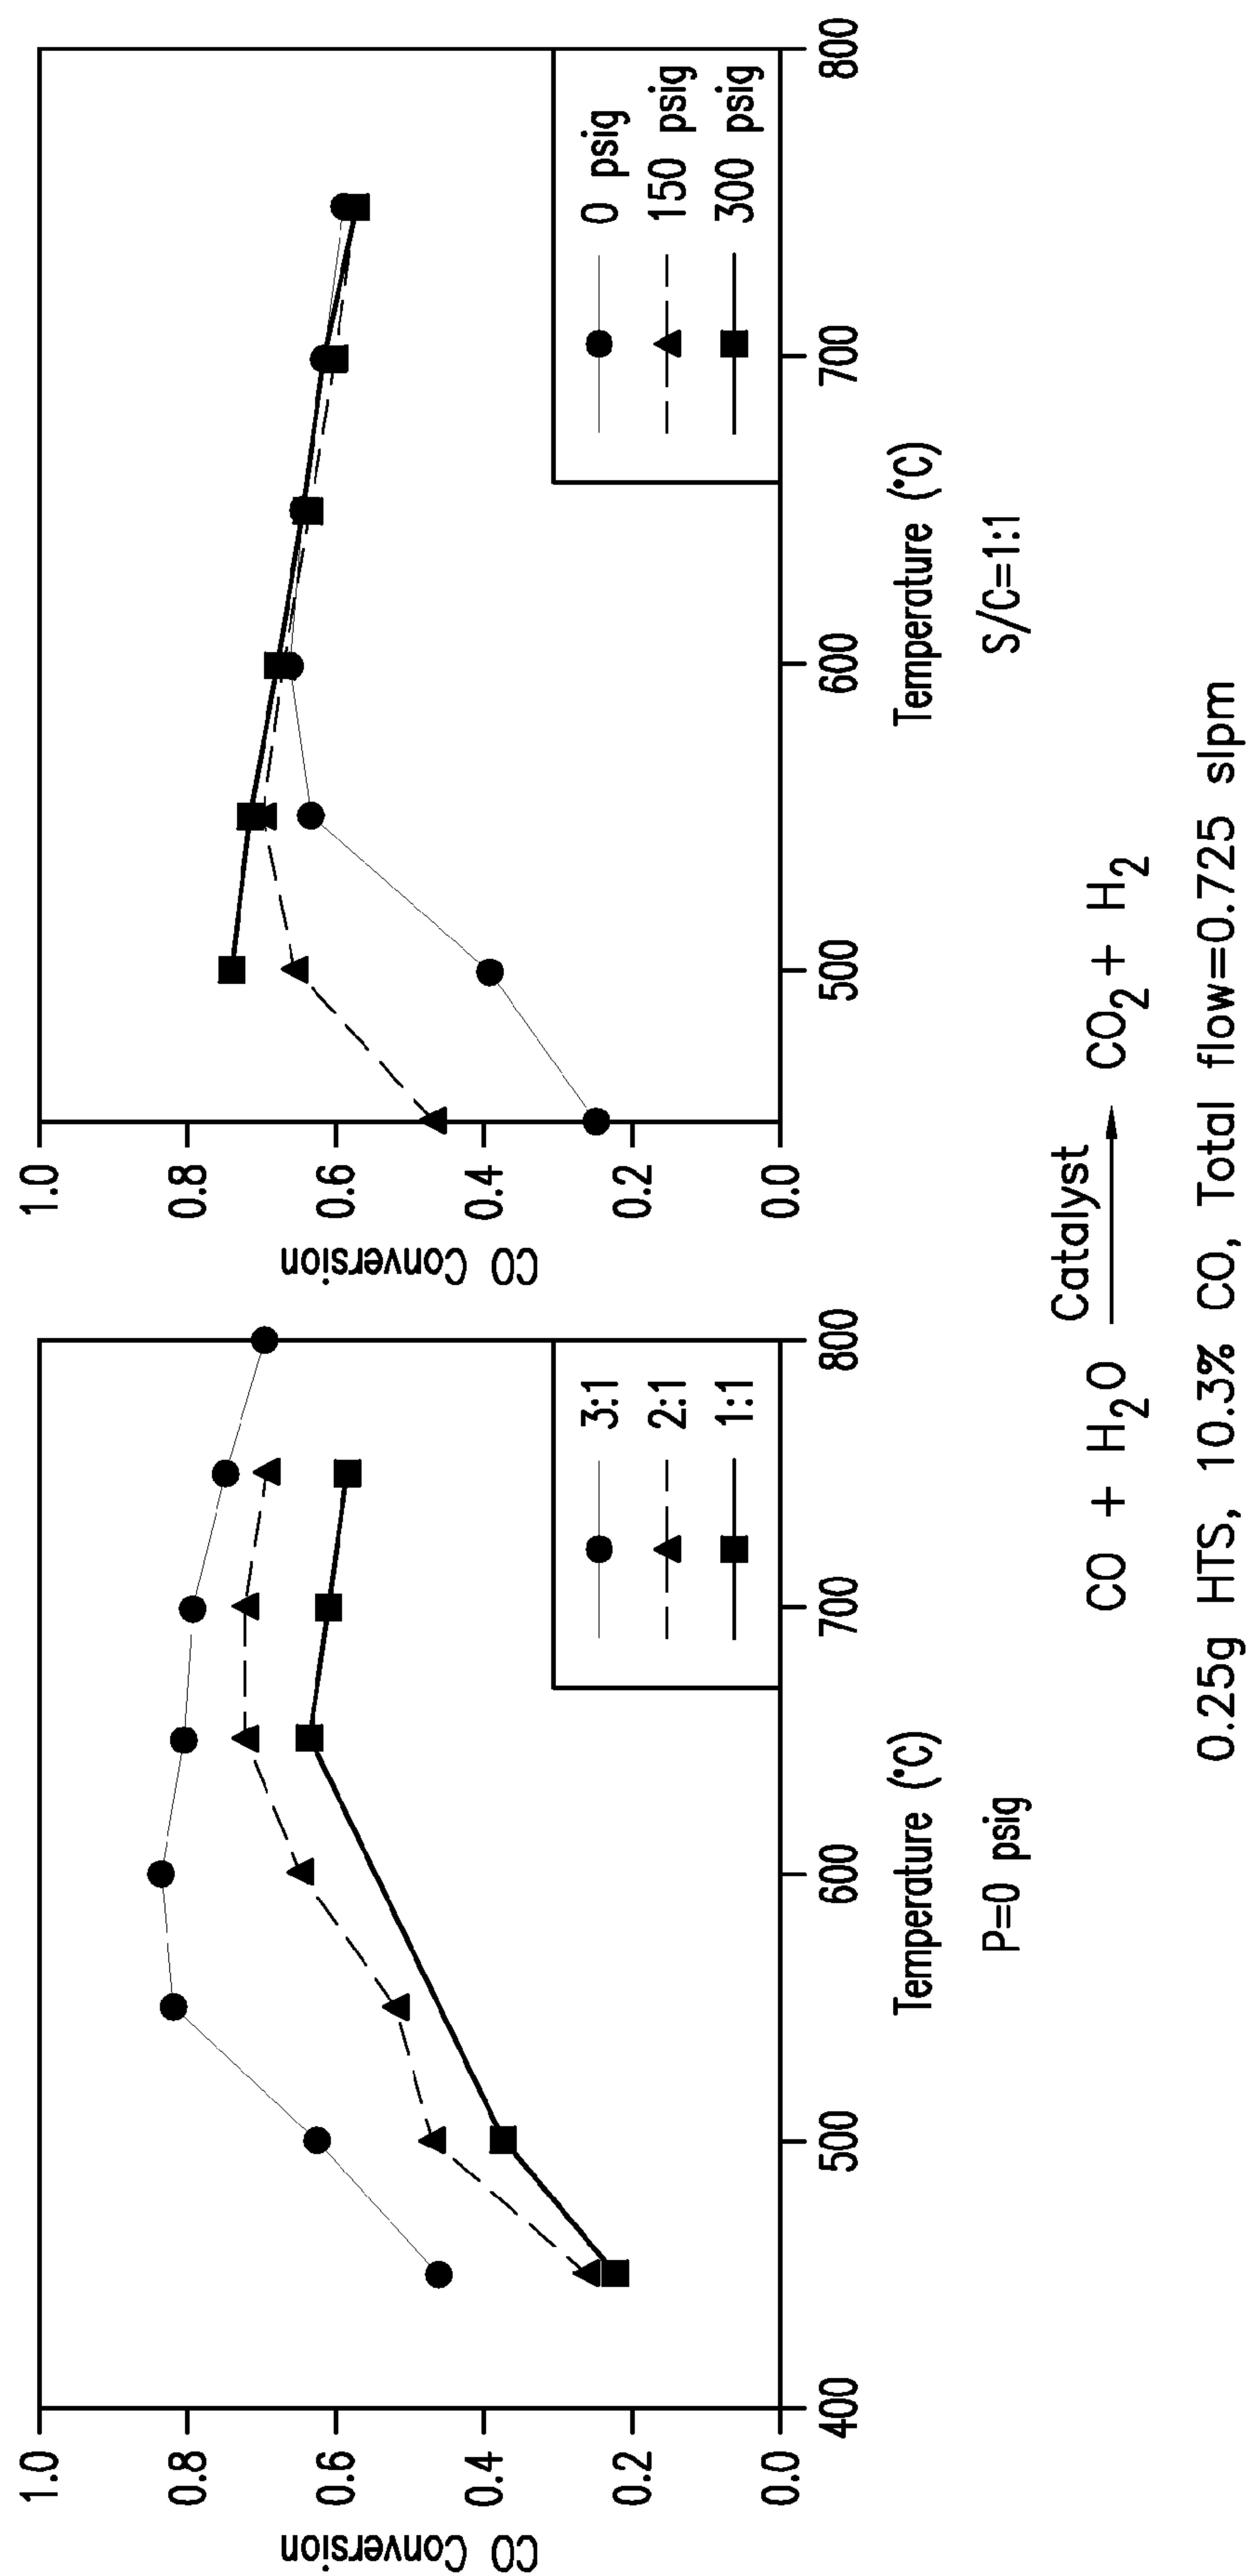 1.0
0.8
0.6
0.4
0.2
0.0
CO Conversion
400
500
600
700
800
Temperature (°C)
P=0 psig
3:1
2:1
1:1
1.0
0.8
0.6
0.4
0.2
0.0
CO Conversion
500
600
700
800
Temperature (°C)
S/C=1:1
0 psig
150 psig
300 psig
Catalyst
CO + H2O ⟶ CO2 + H2
0.25g HTS, 10.3% CO, Total flow=0.725 slpm